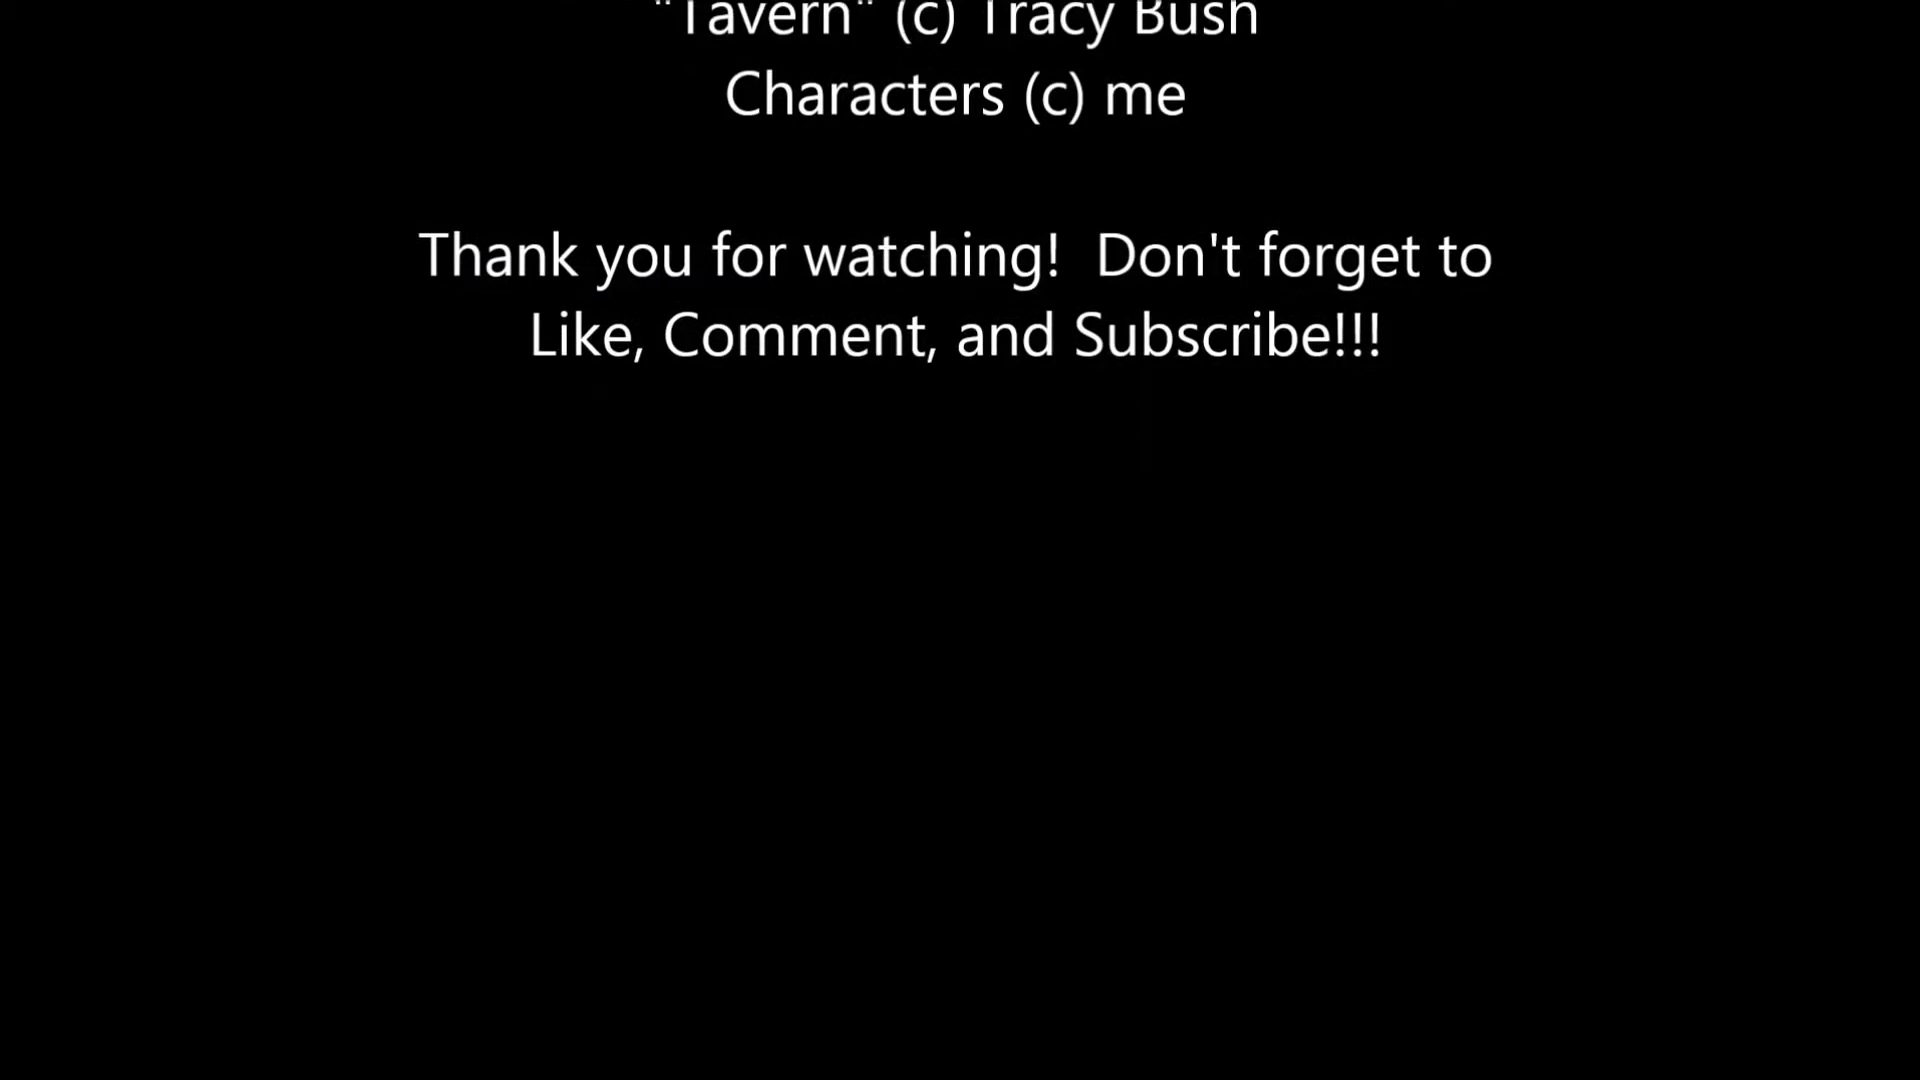 "Tavern" (c) Tracy Bush
Characters (c) me
Thank you for watching!  Don't forget to
Like, Comment, and Subscribe!!!